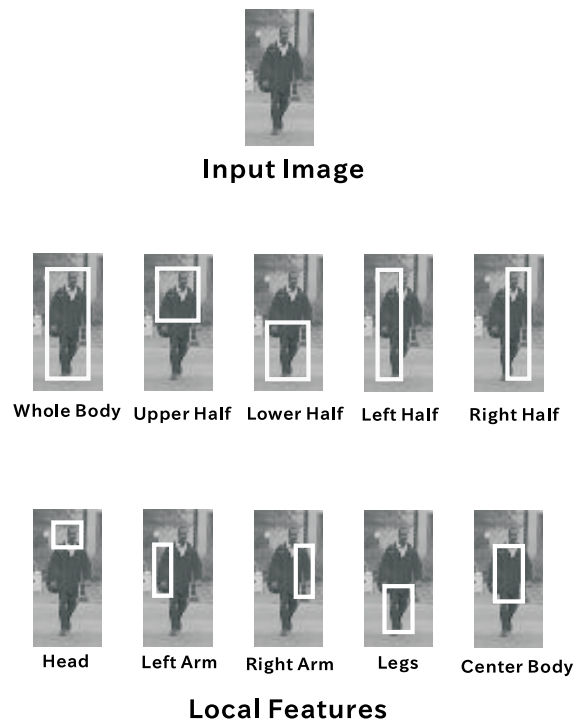 Input Image
Whole Body
Upper Half
Lower Half
Left Half
Right Half
Head
Left Arm
Right Arm
Legs
Center Body
Local Features